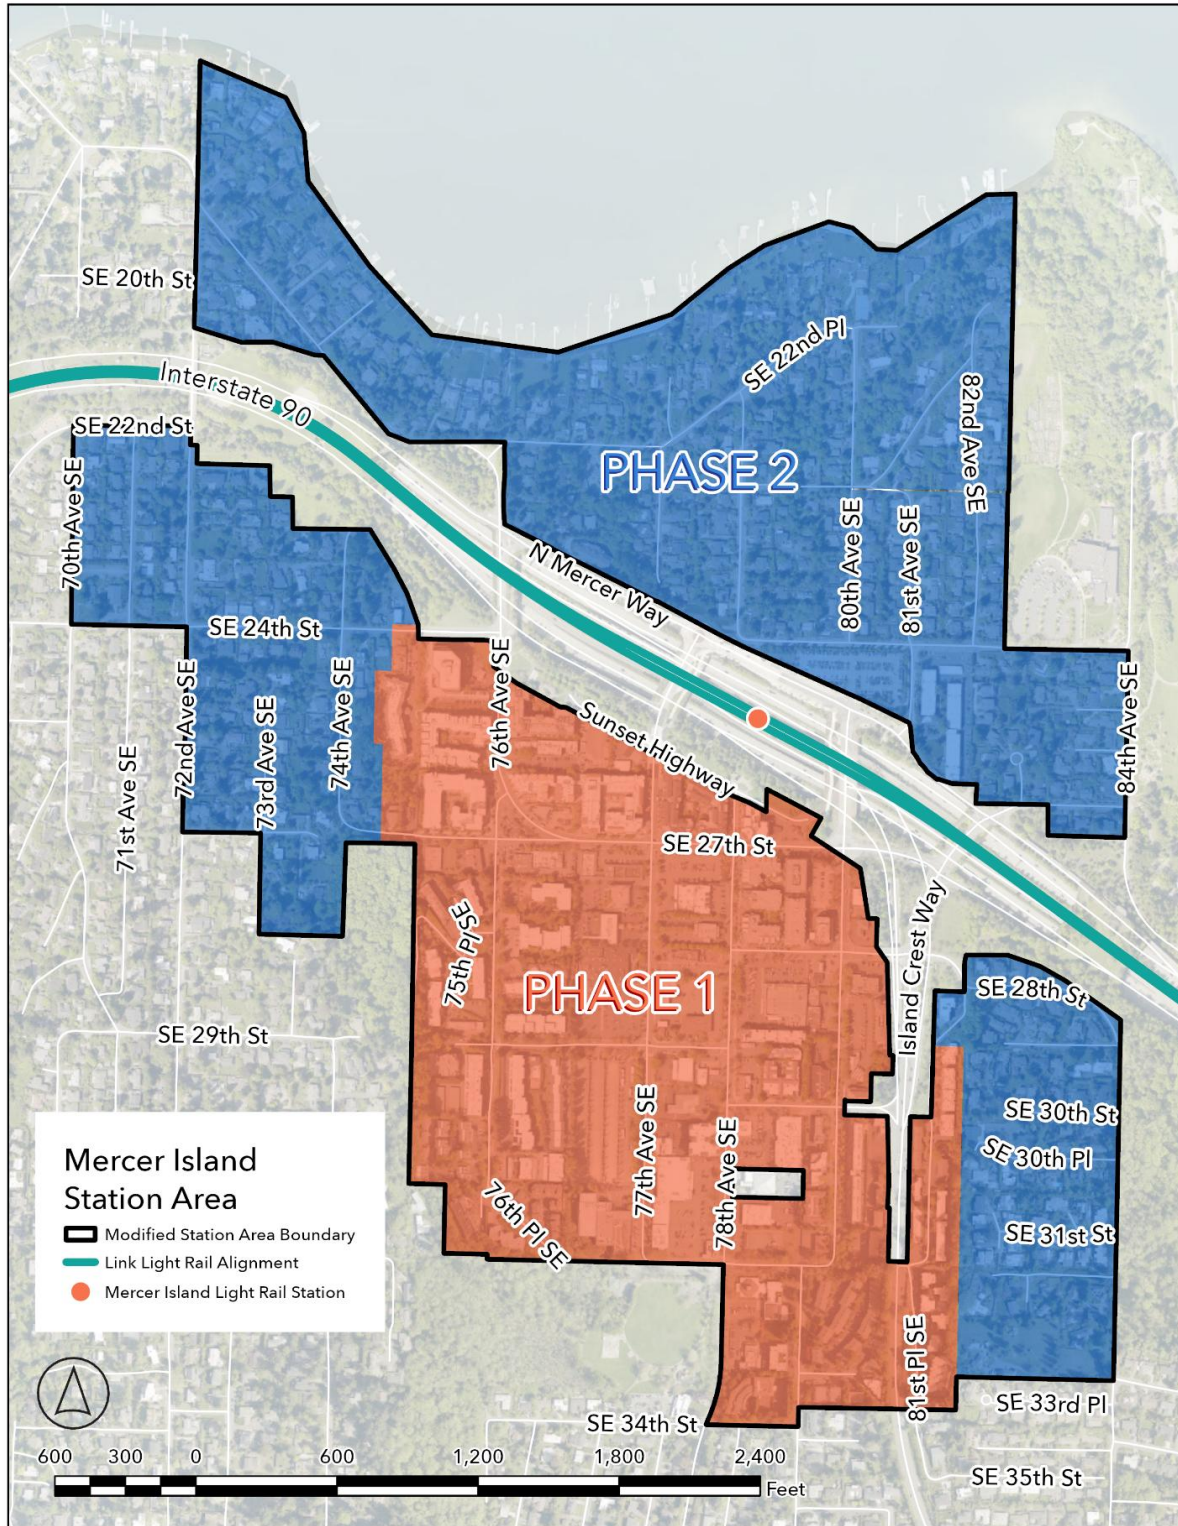 SE 20th St
Interstate 90
SE 22nd St
SE 22nd Pl
82nd Ave SE
PHASE 2
70th Ave SE
80th Ave SE
81st Ave SE
N Mercer Way
SE 24th St
76th Ave SE
72nd Ave SE
73rd Ave SE
74th Ave SE
71st Ave SE
Sunset Highway
84th Ave SE
SE 27th St
75th Pl SE
Island Crest Way
PHASE 1
SE 28th St
SE 29th St
77th Ave SE
78th Ave SE
SE 30th St
SE 30th Pl
SE 31st St
76th Pl SE
81st Pl SE
SE 33rd Pl
SE 34th St
SE 35th St
Mercer Island
Station Area
Modified Station Area Boundary
Link Light Rail Alignment
Mercer Island Light Rail Station
600 300 0 600 1,200 1,800 2,400
Feet